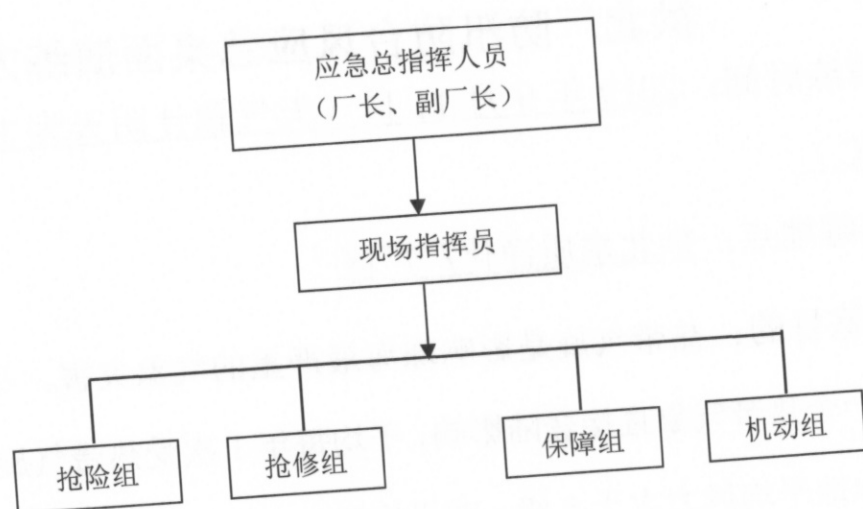 应急总指挥人员
（厂长、副厂长）
现场指挥员
抢险组
抢修组
保障组
机动组